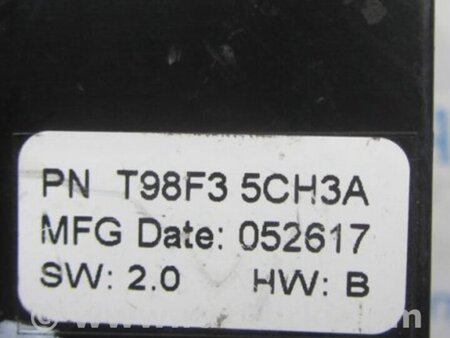 PN T98F3 5CH3A
MFG Date: 052617
SW: 2.0 HW: B